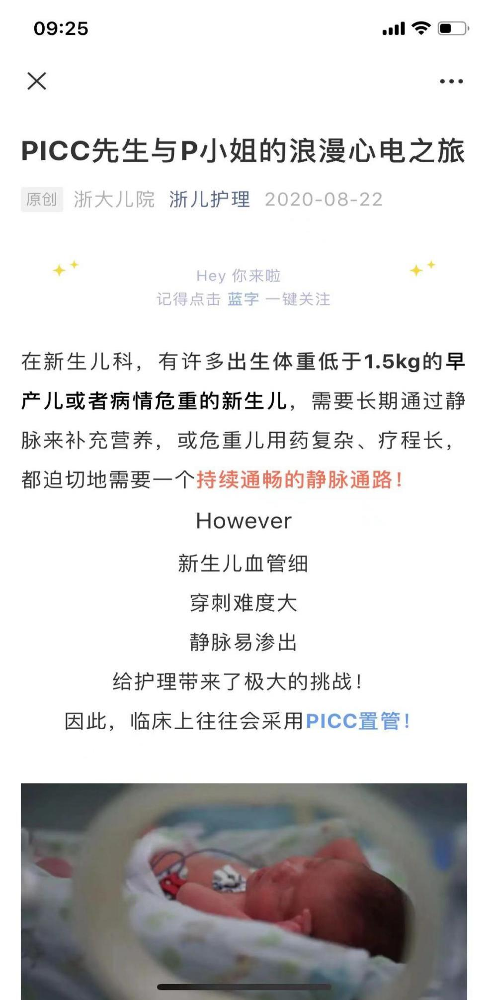 09:25
PICC先生与P小姐的浪漫心电之旅
原创 浙大儿院 浙儿护理 2020-08-22
Hey 你来啦
记得点击 蓝字 一键关注
在新生儿科，有许多出生体重低于1.5kg的早
产儿或者病情危重的新生儿，需要长期通过静
脉来补充营养，或危重儿用药复杂、疗程长，
都迫切地需要一个持续通畅的静脉通路！
However
新生儿血管细
穿刺难度大
静脉易渗出
给护理带来了极大的挑战！
因此，临床上往往会采用PICC置管！